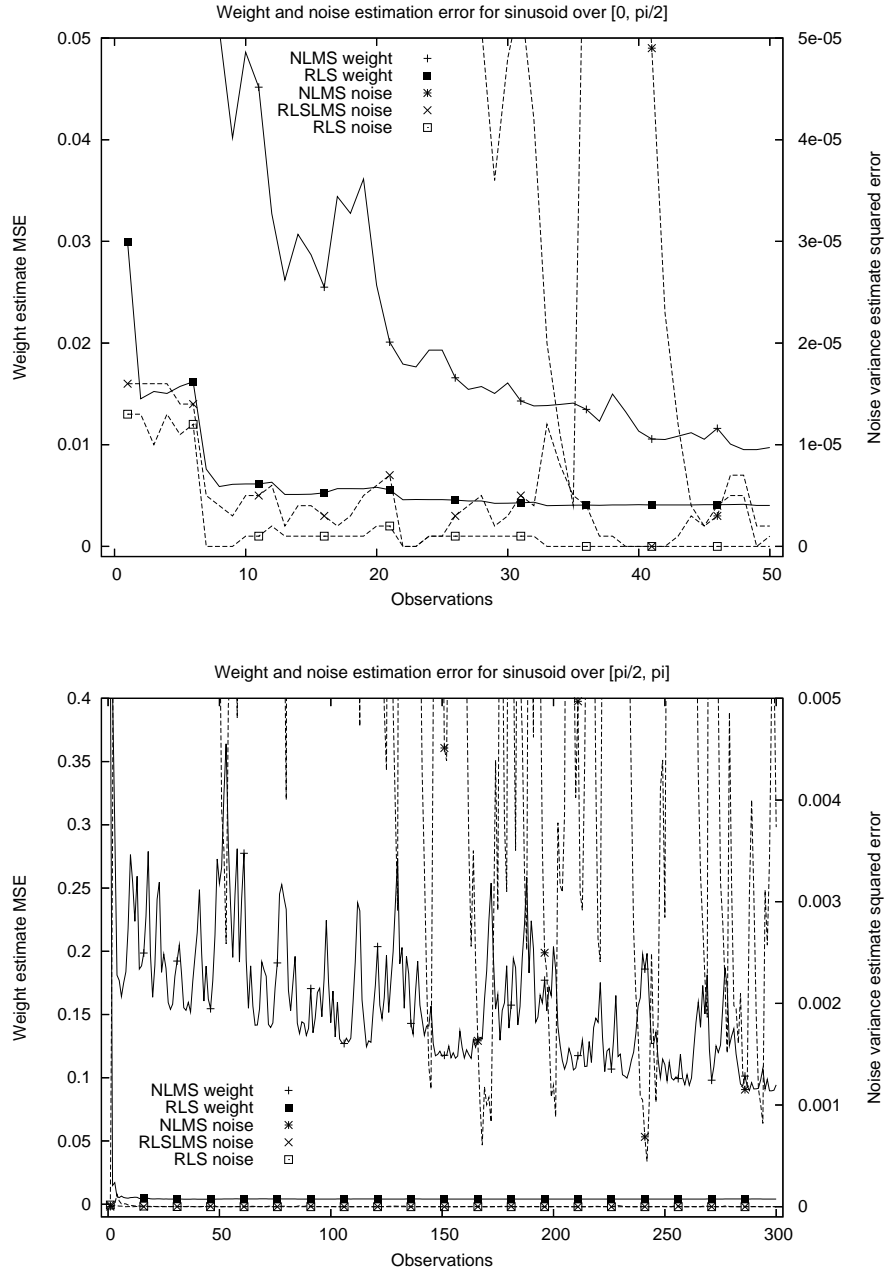 Weight and noise estimation error for sinusoid over [0, pi/2]
0.05
0.04
0.03
0.02
0.01
0
5e-05
4e-05
3e-05
2e-05
1e-05
0
0 10 20 30 40 50
Weight estimate MSE
Noise variance estimate squared error
Observations
NLMS weight
RLS weight
NLMS noise
RLSLMS noise
RLS noise
Weight and noise estimation error for sinusoid over [pi/2, pi]
0.4
0.35
0.3
0.25
0.2
0.15
0.1
0.05
0
0.005
0.004
0.003
0.002
0.001
0
0 50 100 150 200 250 300
Weight estimate MSE
Noise variance estimate squared error
Observations
NLMS weight
RLS weight
NLMS noise
RLSLMS noise
RLS noise